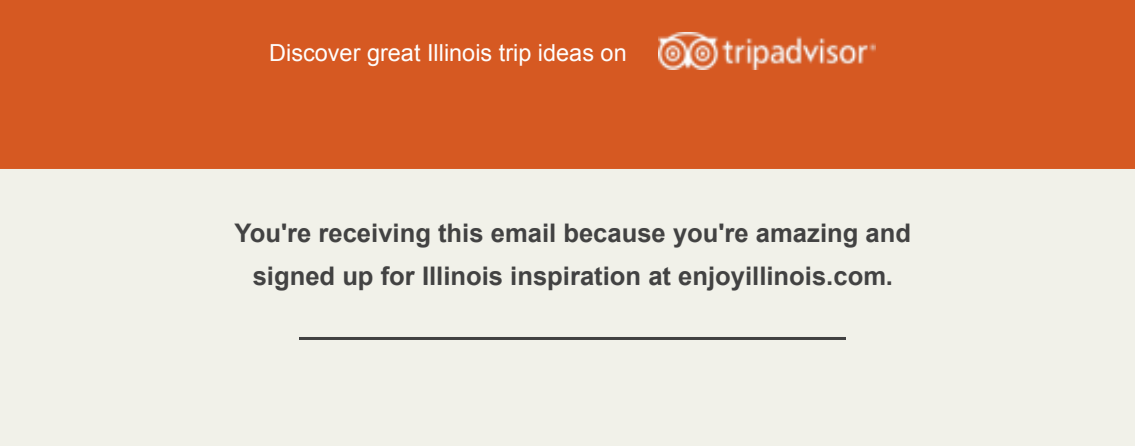 Discover great Illinois trip ideas on tripadvisor®
You're receiving this email because you're amazing and
signed up for Illinois inspiration at enjoyillinois.com.